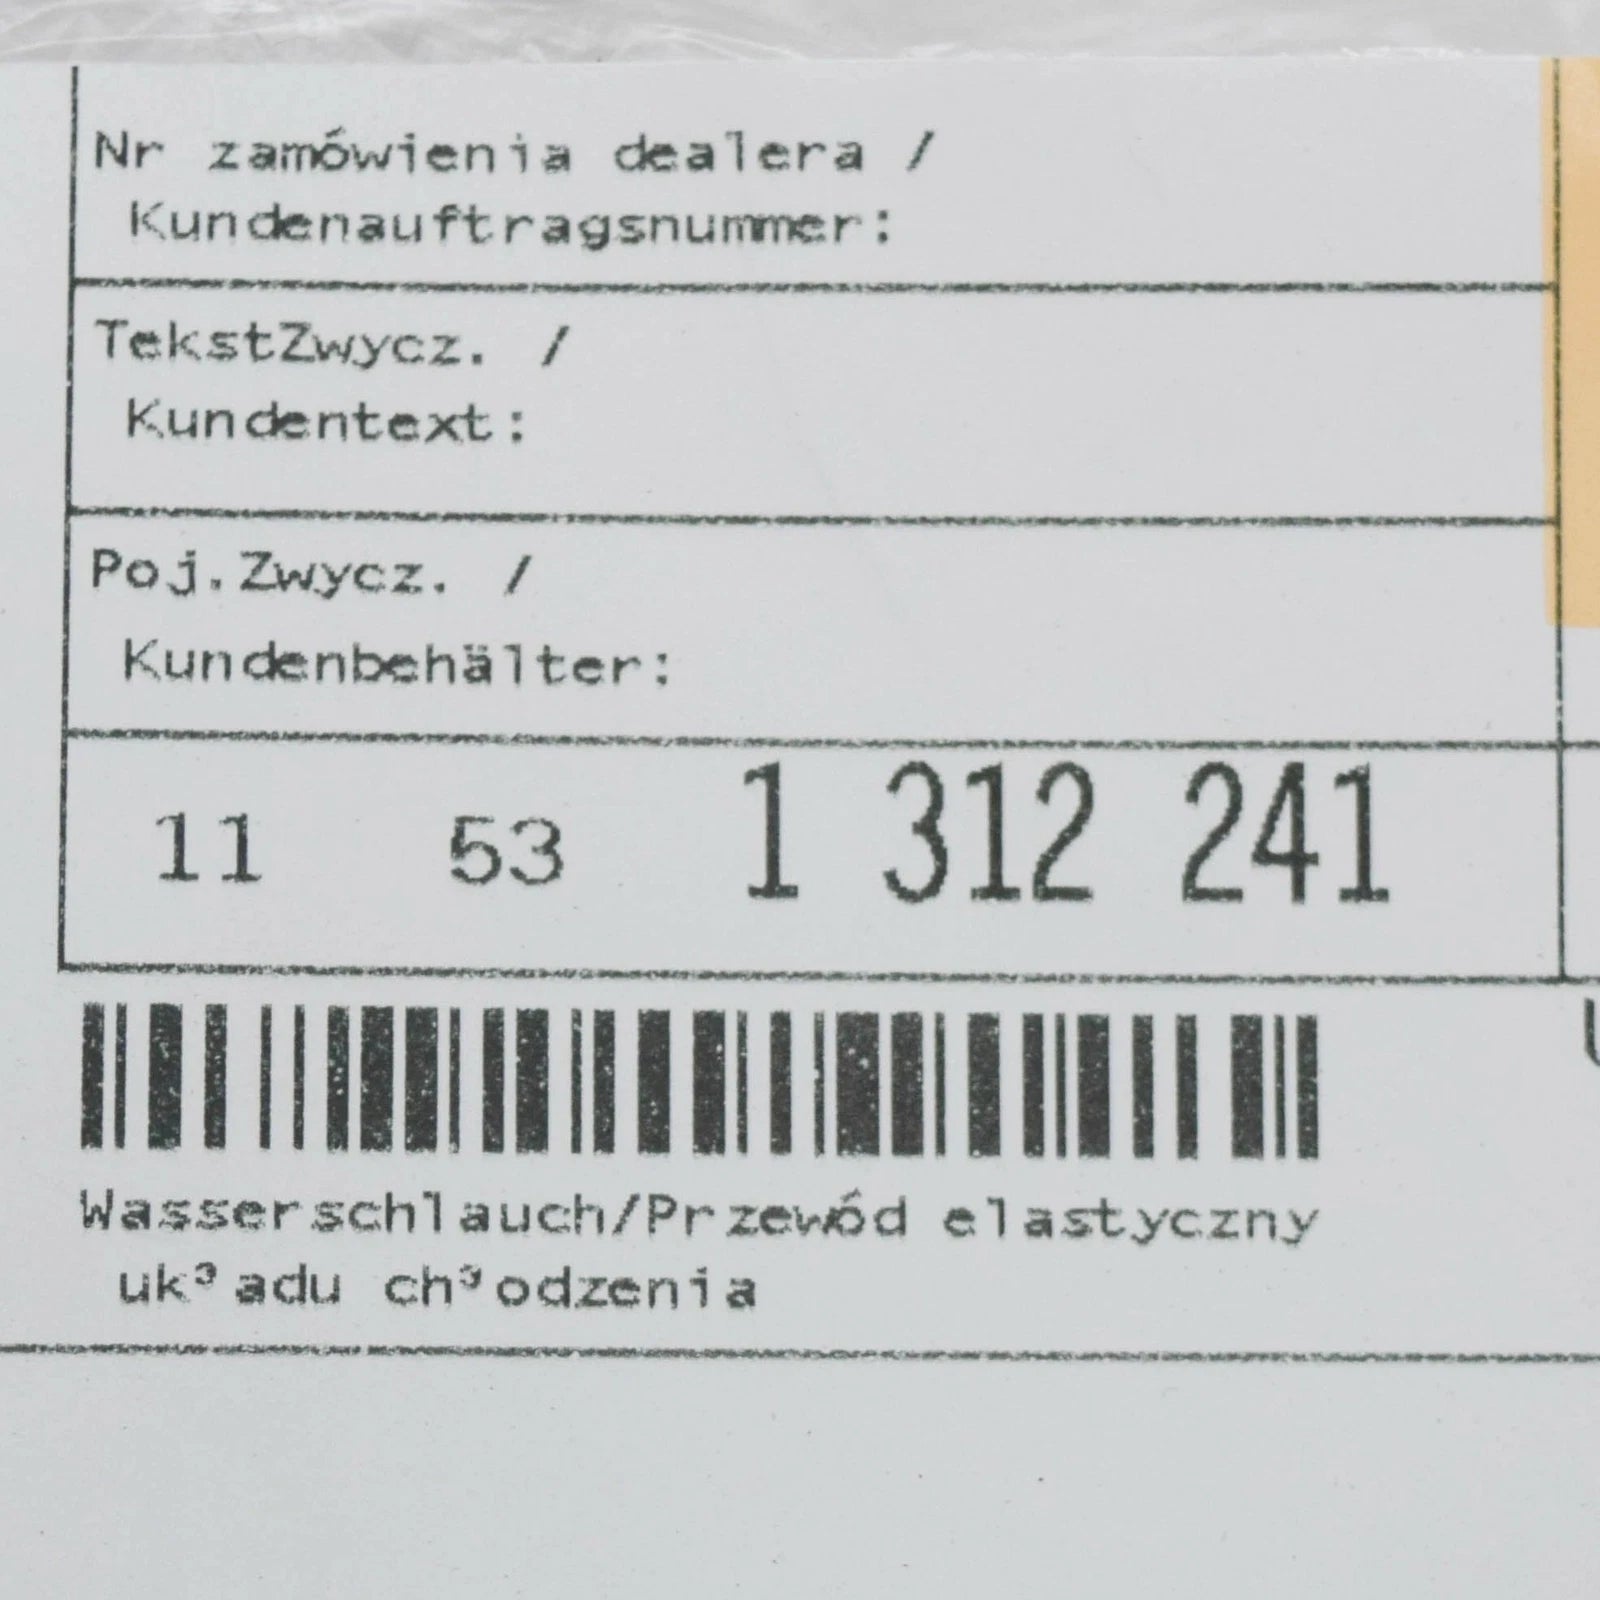 Nr zamówienia dealera /
Kundenauftragsnummer:
TekstZwycz. /
Kundentext:
Poj.Zwycz. /
Kundenbehälter:
11 53 1 312 241
Wasserschlauch/Przewód elastyczny
uk³adu ch³odzenia